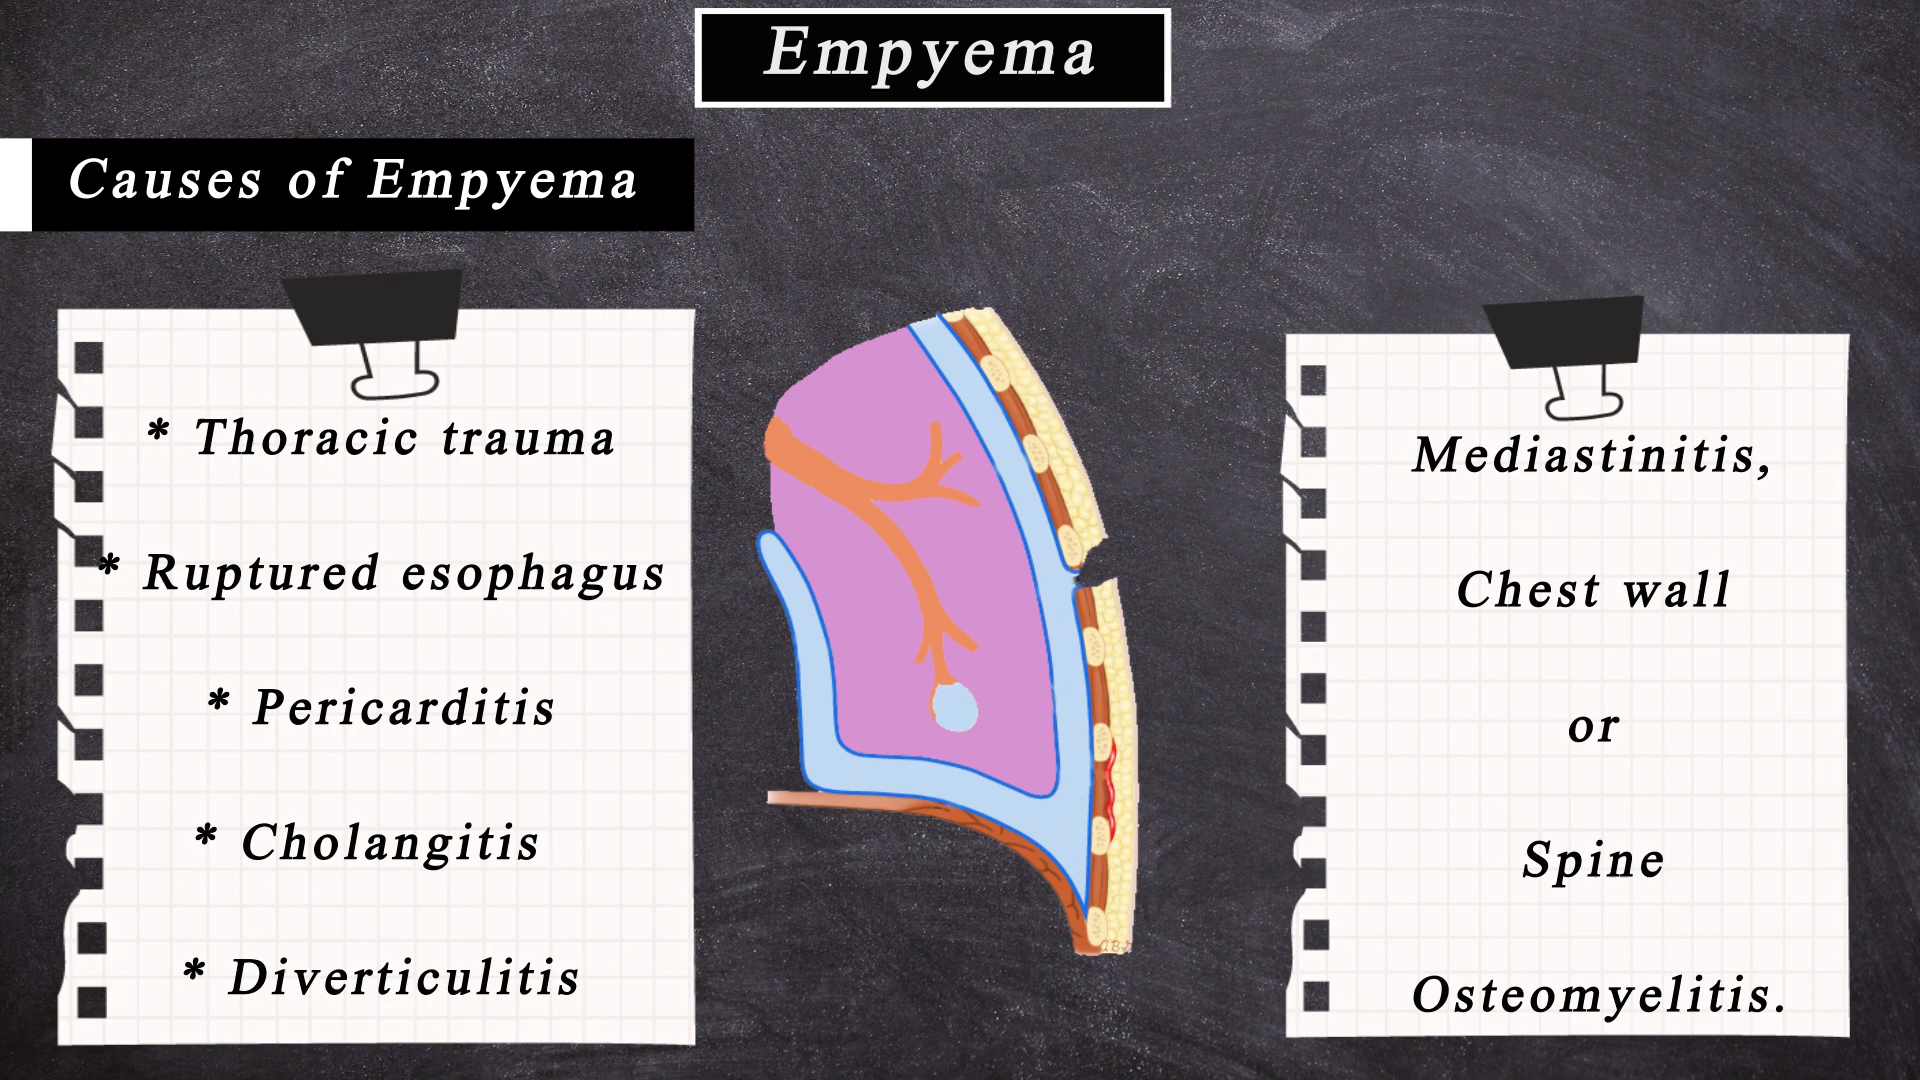 Empyema
Causes of Empyema
* Thoracic trauma
* Ruptured esophagus
* Pericarditis
* Cholangitis
* Diverticulitis
Mediastinitis,
Chest wall
or
Spine
Osteomyelitis.